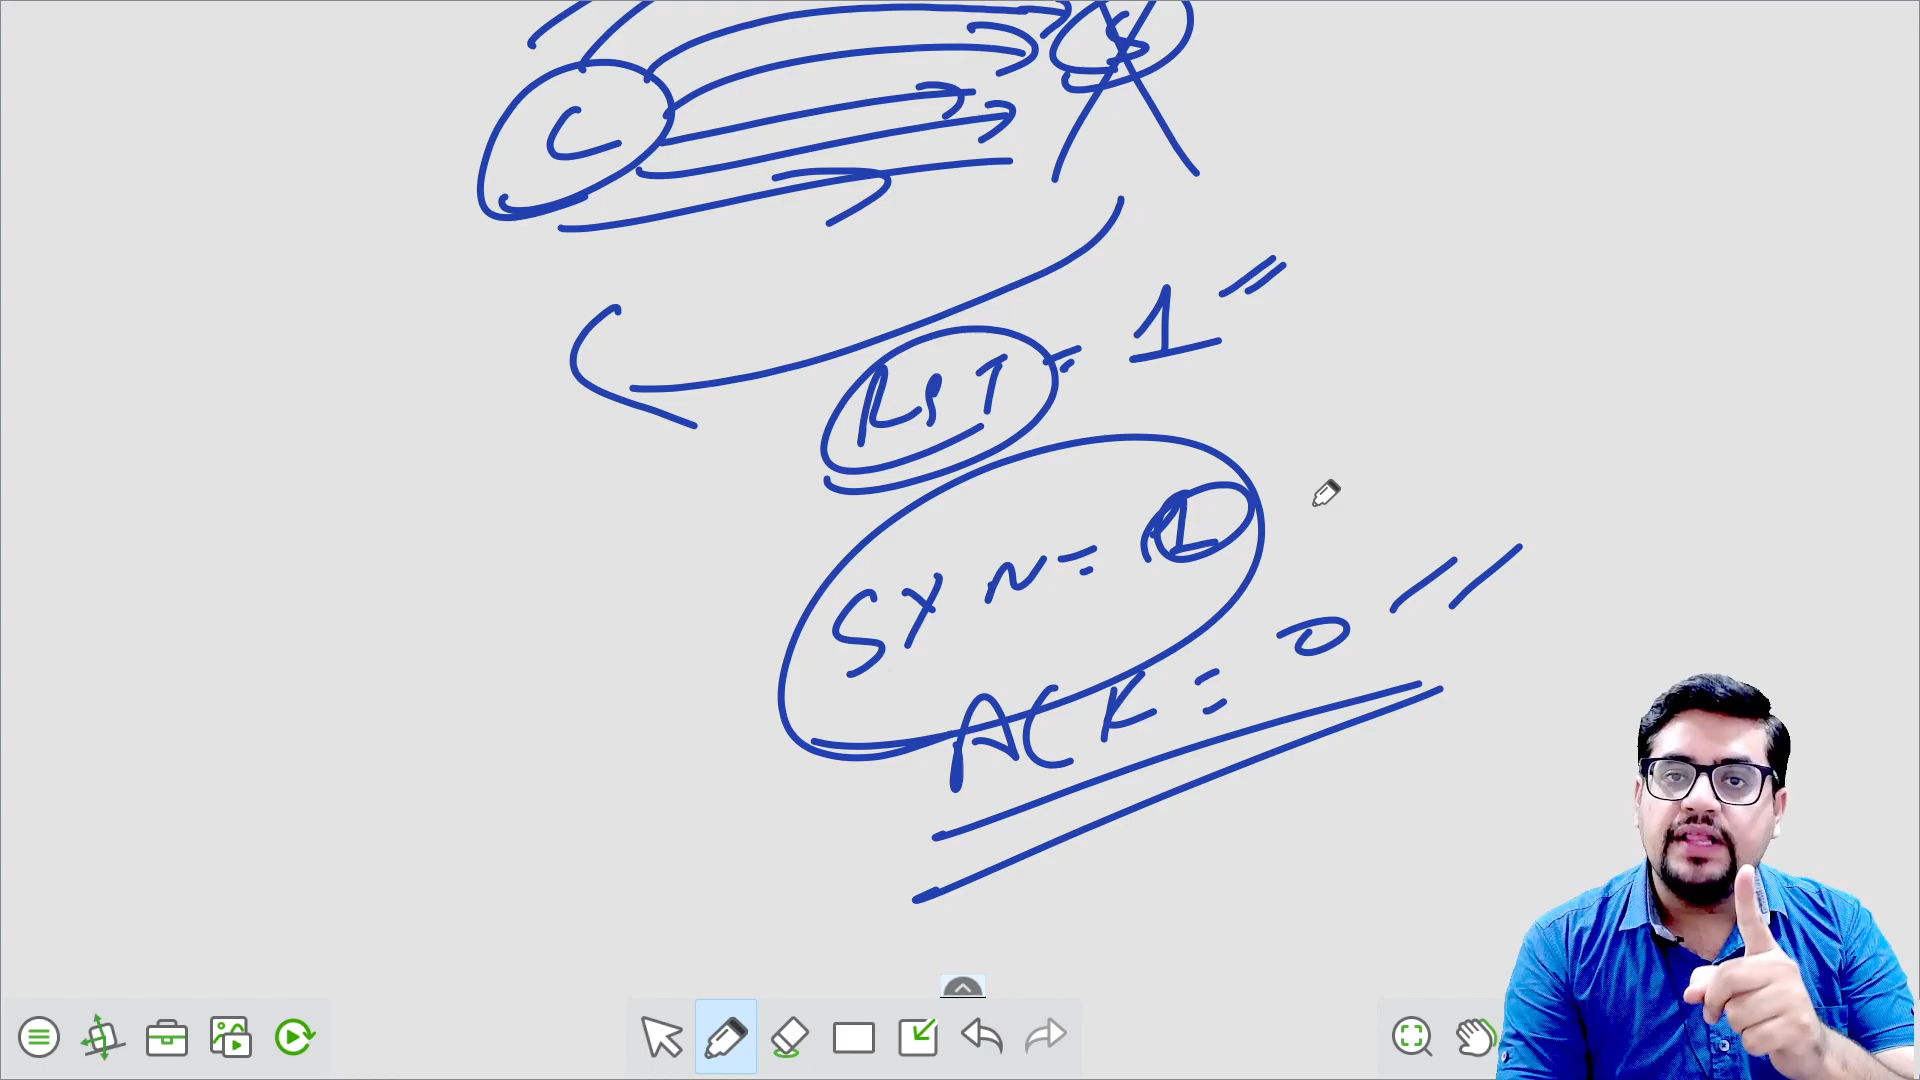 C S
RST = 1
SYN = 1
ACK = 0